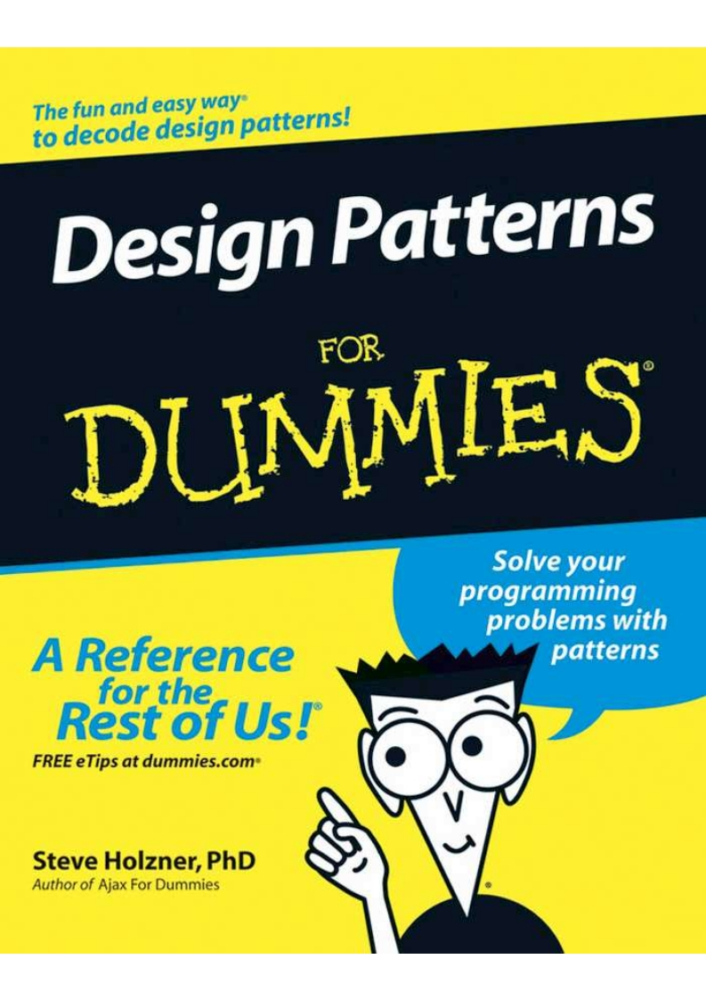 The fun and easy way®
to decode design patterns!
Design Patterns
FOR
DUMMIES®
Solve your
programming
problems with
patterns
A Reference
for the
Rest of Us!®
FREE eTips at dummies.com®
Steve Holzner, PhD
Author of Ajax For Dummies
®